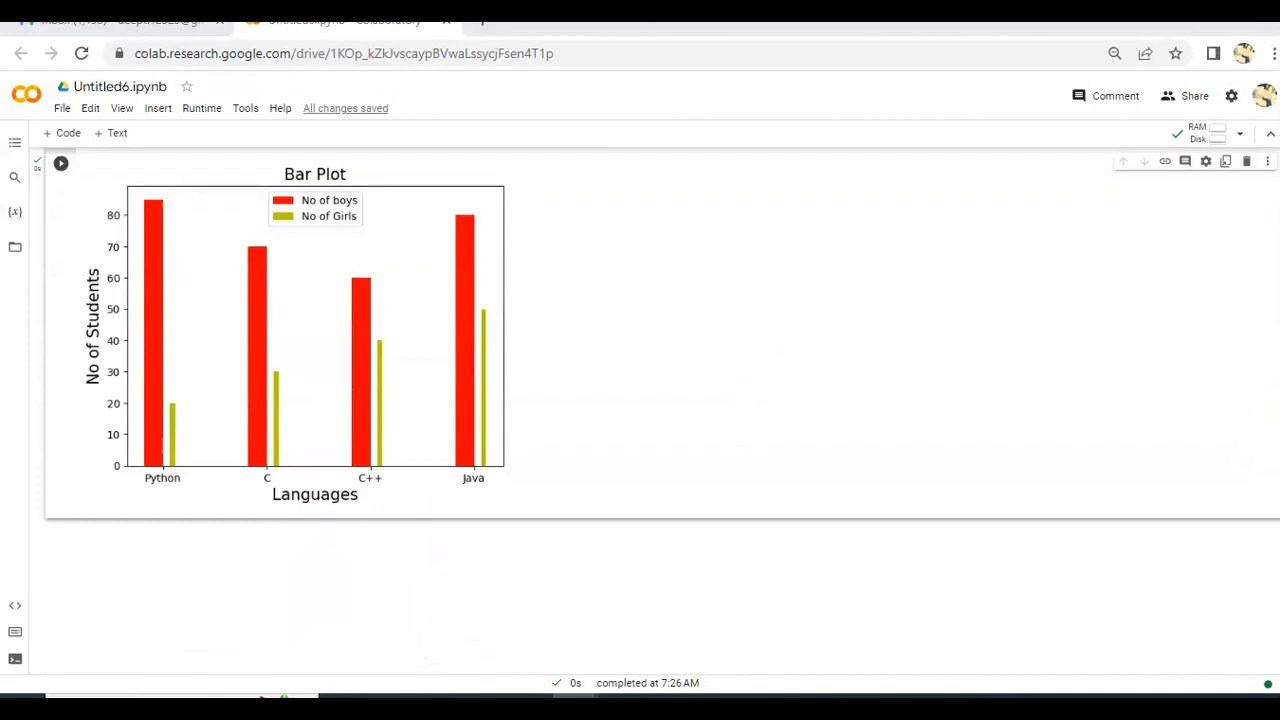 colab.research.google.com/drive/1KOp_kZkJvscaypBVwaLssycjFsen4T1p
Untitled6.ipynb
File Edit View Insert Runtime Tools Help All changes saved
Comment Share
+ Code + Text
RAM
Disk
0s
Bar Plot
No of boys
No of Girls
80
70
60
50
40
30
20
10
0
No of Students
Python C C++ Java
Languages
0s completed at 7:26 AM